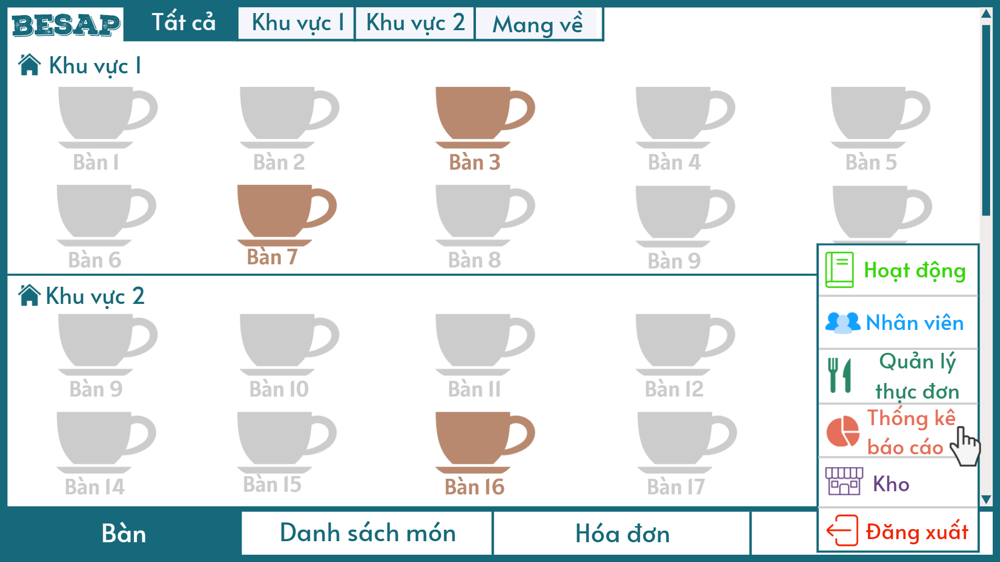 BESAP
Tất cả
Khu vực 1
Khu vực 2
Mang về
Khu vực 1
Bàn 1
Bàn 2
Bàn 3
Bàn 4
Bàn 5
Bàn 6
Bàn 7
Bàn 8
Bàn 9
Khu vực 2
Bàn 9
Bàn 10
Bàn 11
Bàn 12
Bàn 14
Bàn 15
Bàn 16
Bàn 17
Hoạt động
Nhân viên
Quản lý
thực đơn
Thống kê
báo cáo
Kho
Đăng xuất
Bàn
Danh sách món
Hóa đơn